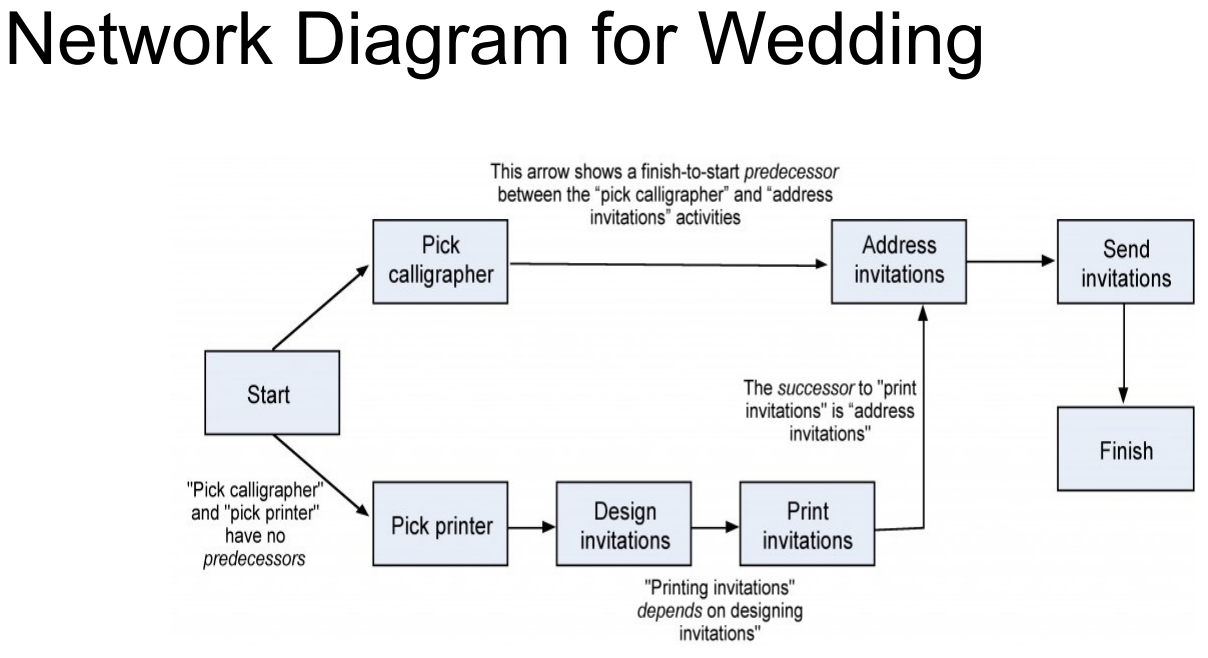 Network Diagram for Wedding
This arrow shows a finish-to-start predecessor
between the “pick calligrapher” and “address
invitations” activities
Pick
calligrapher
Address
invitations
Send
invitations
Start
The successor to "print
invitations" is “address
invitations"
Finish
"Pick calligrapher"
and "pick printer"
have no
predecessors
Pick printer
Design
invitations
Print
invitations
"Printing invitations"
depends on designing
invitations"